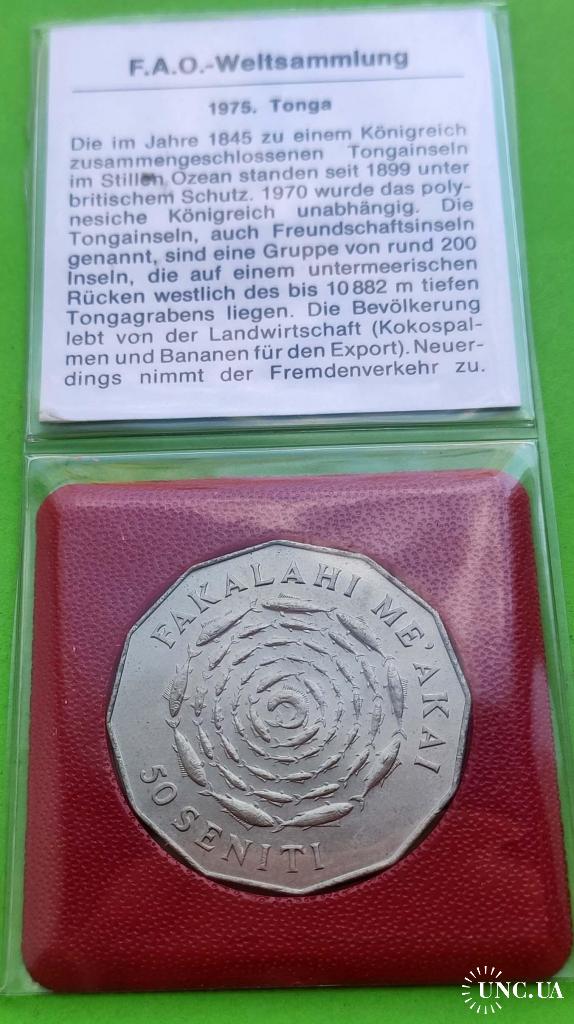 F.A.O.-Weltsammlung
1975. Tonga
Die im Jahre 1845 zu einem Königreich
zusammengeschlossenen Tongainseln
im Stillen Ozean standen seit 1899 unter
britischem Schutz. 1970 wurde das poly-
nesiche Königreich unabhängig. Die
Tongainseln, auch Freundschaftsinseln
genannt, sind eine Gruppe von rund 200
Inseln, die auf einem untermeerischen
Rücken westlich des bis 10882 m tiefen
Tongagrabens liegen. Die Bevölkerung
lebt von der Landwirtschaft (Kokospal-
men und Bananen für den Export). Neuer-
dings nimmt der Fremdenverkehr zu.
FAKALAHI ME'AKAI
50 SENITI
UNC.UA